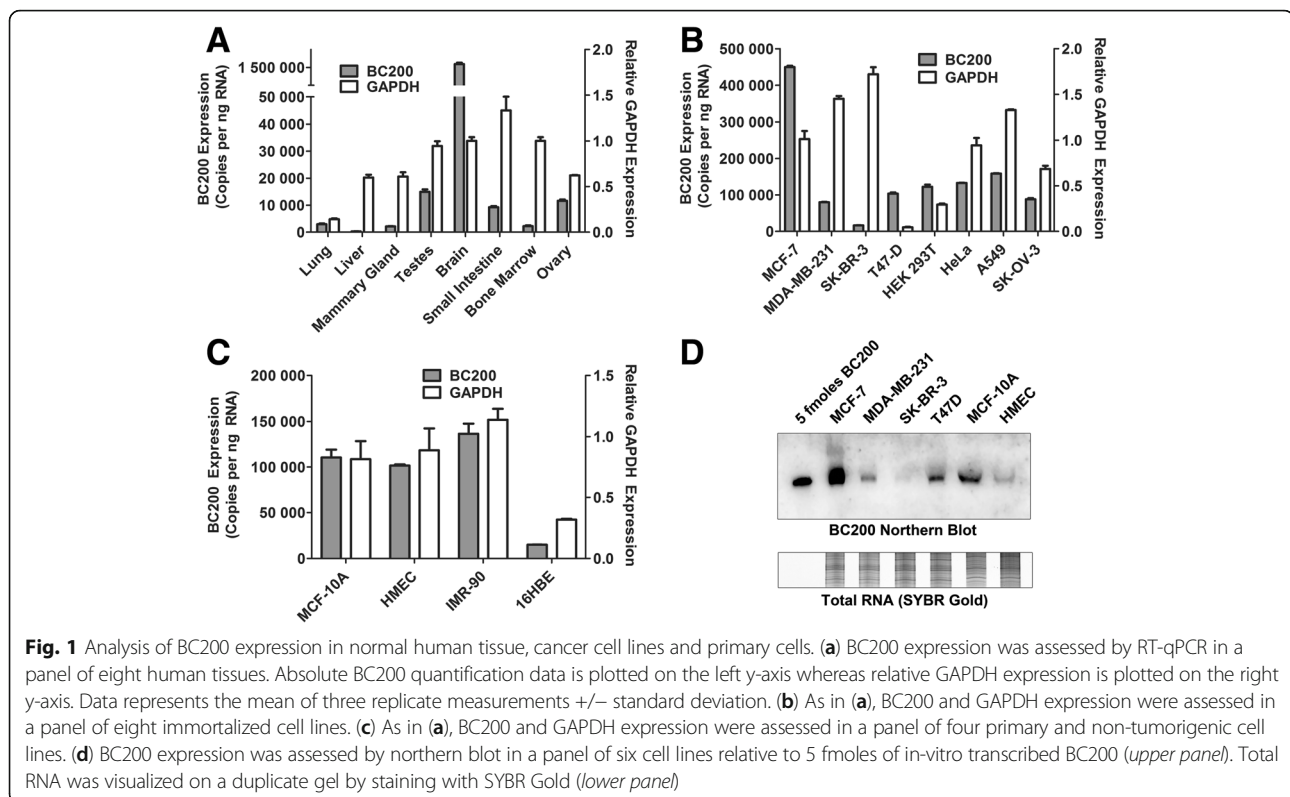 A
BC200 Expression
(Copies per ng RNA)
1 500 000
50 000
40 000
30 000
20 000
10 000
0
BC200
GAPDH
2.0
1.5
1.0
0.5
0.0
Relative GAPDH Expression
Lung
Liver
Mammary Gland
Testes
Brain
Small Intestine
Bone Marrow
Ovary
B
BC200 Expression
(Copies per ng RNA)
500 000
400 000
300 000
200 000
100 000
0
BC200
GAPDH
2.0
1.5
1.0
0.5
0.0
Relative GAPDH Expression
MCF-7
MDA-MB-231
SK-BR-3
T47-D
HEK 293T
HeLa
A549
SK-OV-3
C
BC200 Expression
(Copies per ng RNA)
200 000
150 000
100 000
50 000
0
BC200
GAPDH
1.5
1.0
0.5
0.0
Relative GAPDH Expression
MCF-10A
HMEC
IMR-90
16HBE
D
5 fmoles BC200
MCF-7
MDA-MB-231
SK-BR-3
T47D
MCF-10A
HMEC
BC200 Northern Blot
Total RNA (SYBR Gold)
Fig. 1 Analysis of BC200 expression in normal human tissue, cancer cell lines and primary cells. (a) BC200 expression was assessed by RT-qPCR in a
panel of eight human tissues. Absolute BC200 quantification data is plotted on the left y-axis whereas relative GAPDH expression is plotted on the right
y-axis. Data represents the mean of three replicate measurements +/− standard deviation. (b) As in (a), BC200 and GAPDH expression were assessed in
a panel of eight immortalized cell lines. (c) As in (a), BC200 and GAPDH expression were assessed in a panel of four primary and non-tumorigenic cell
lines. (d) BC200 expression was assessed by northern blot in a panel of six cell lines relative to 5 fmoles of in-vitro transcribed BC200 (upper panel). Total
RNA was visualized on a duplicate gel by staining with SYBR Gold (lower panel)